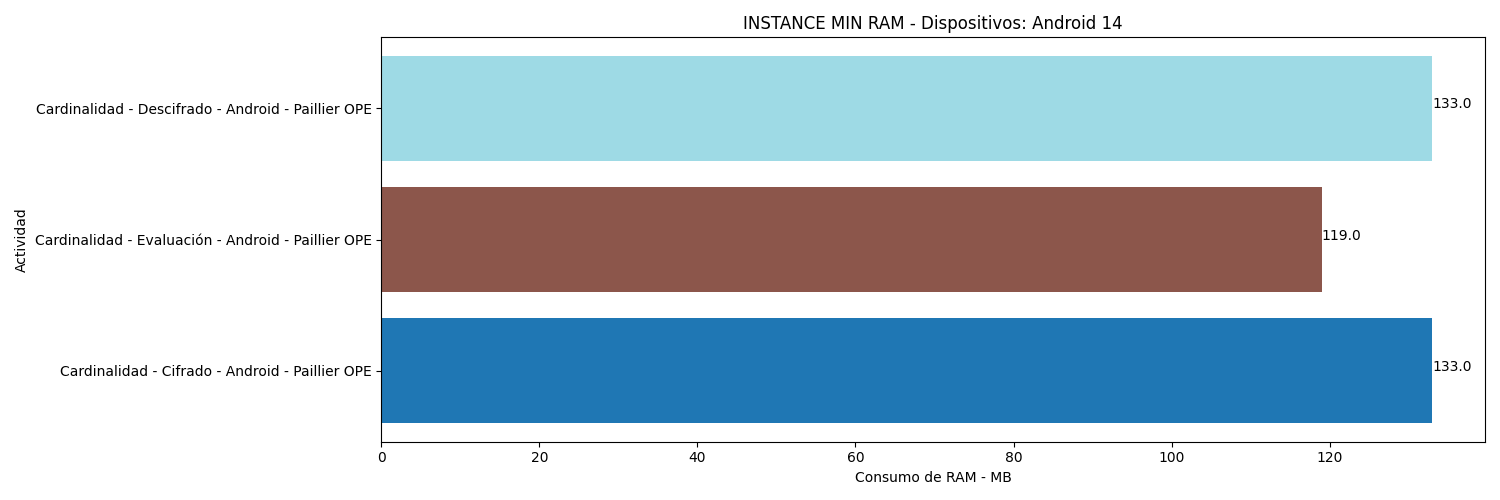 INSTANCE MIN RAM - Dispositivos: Android 14
Cardinalidad - Descifrado - Android - Paillier OPE
133.0
Cardinalidad - Evaluación - Android - Paillier OPE
119.0
Cardinalidad - Cifrado - Android - Paillier OPE
133.0
Actividad
0 20 40 60 80 100 120
Consumo de RAM - MB